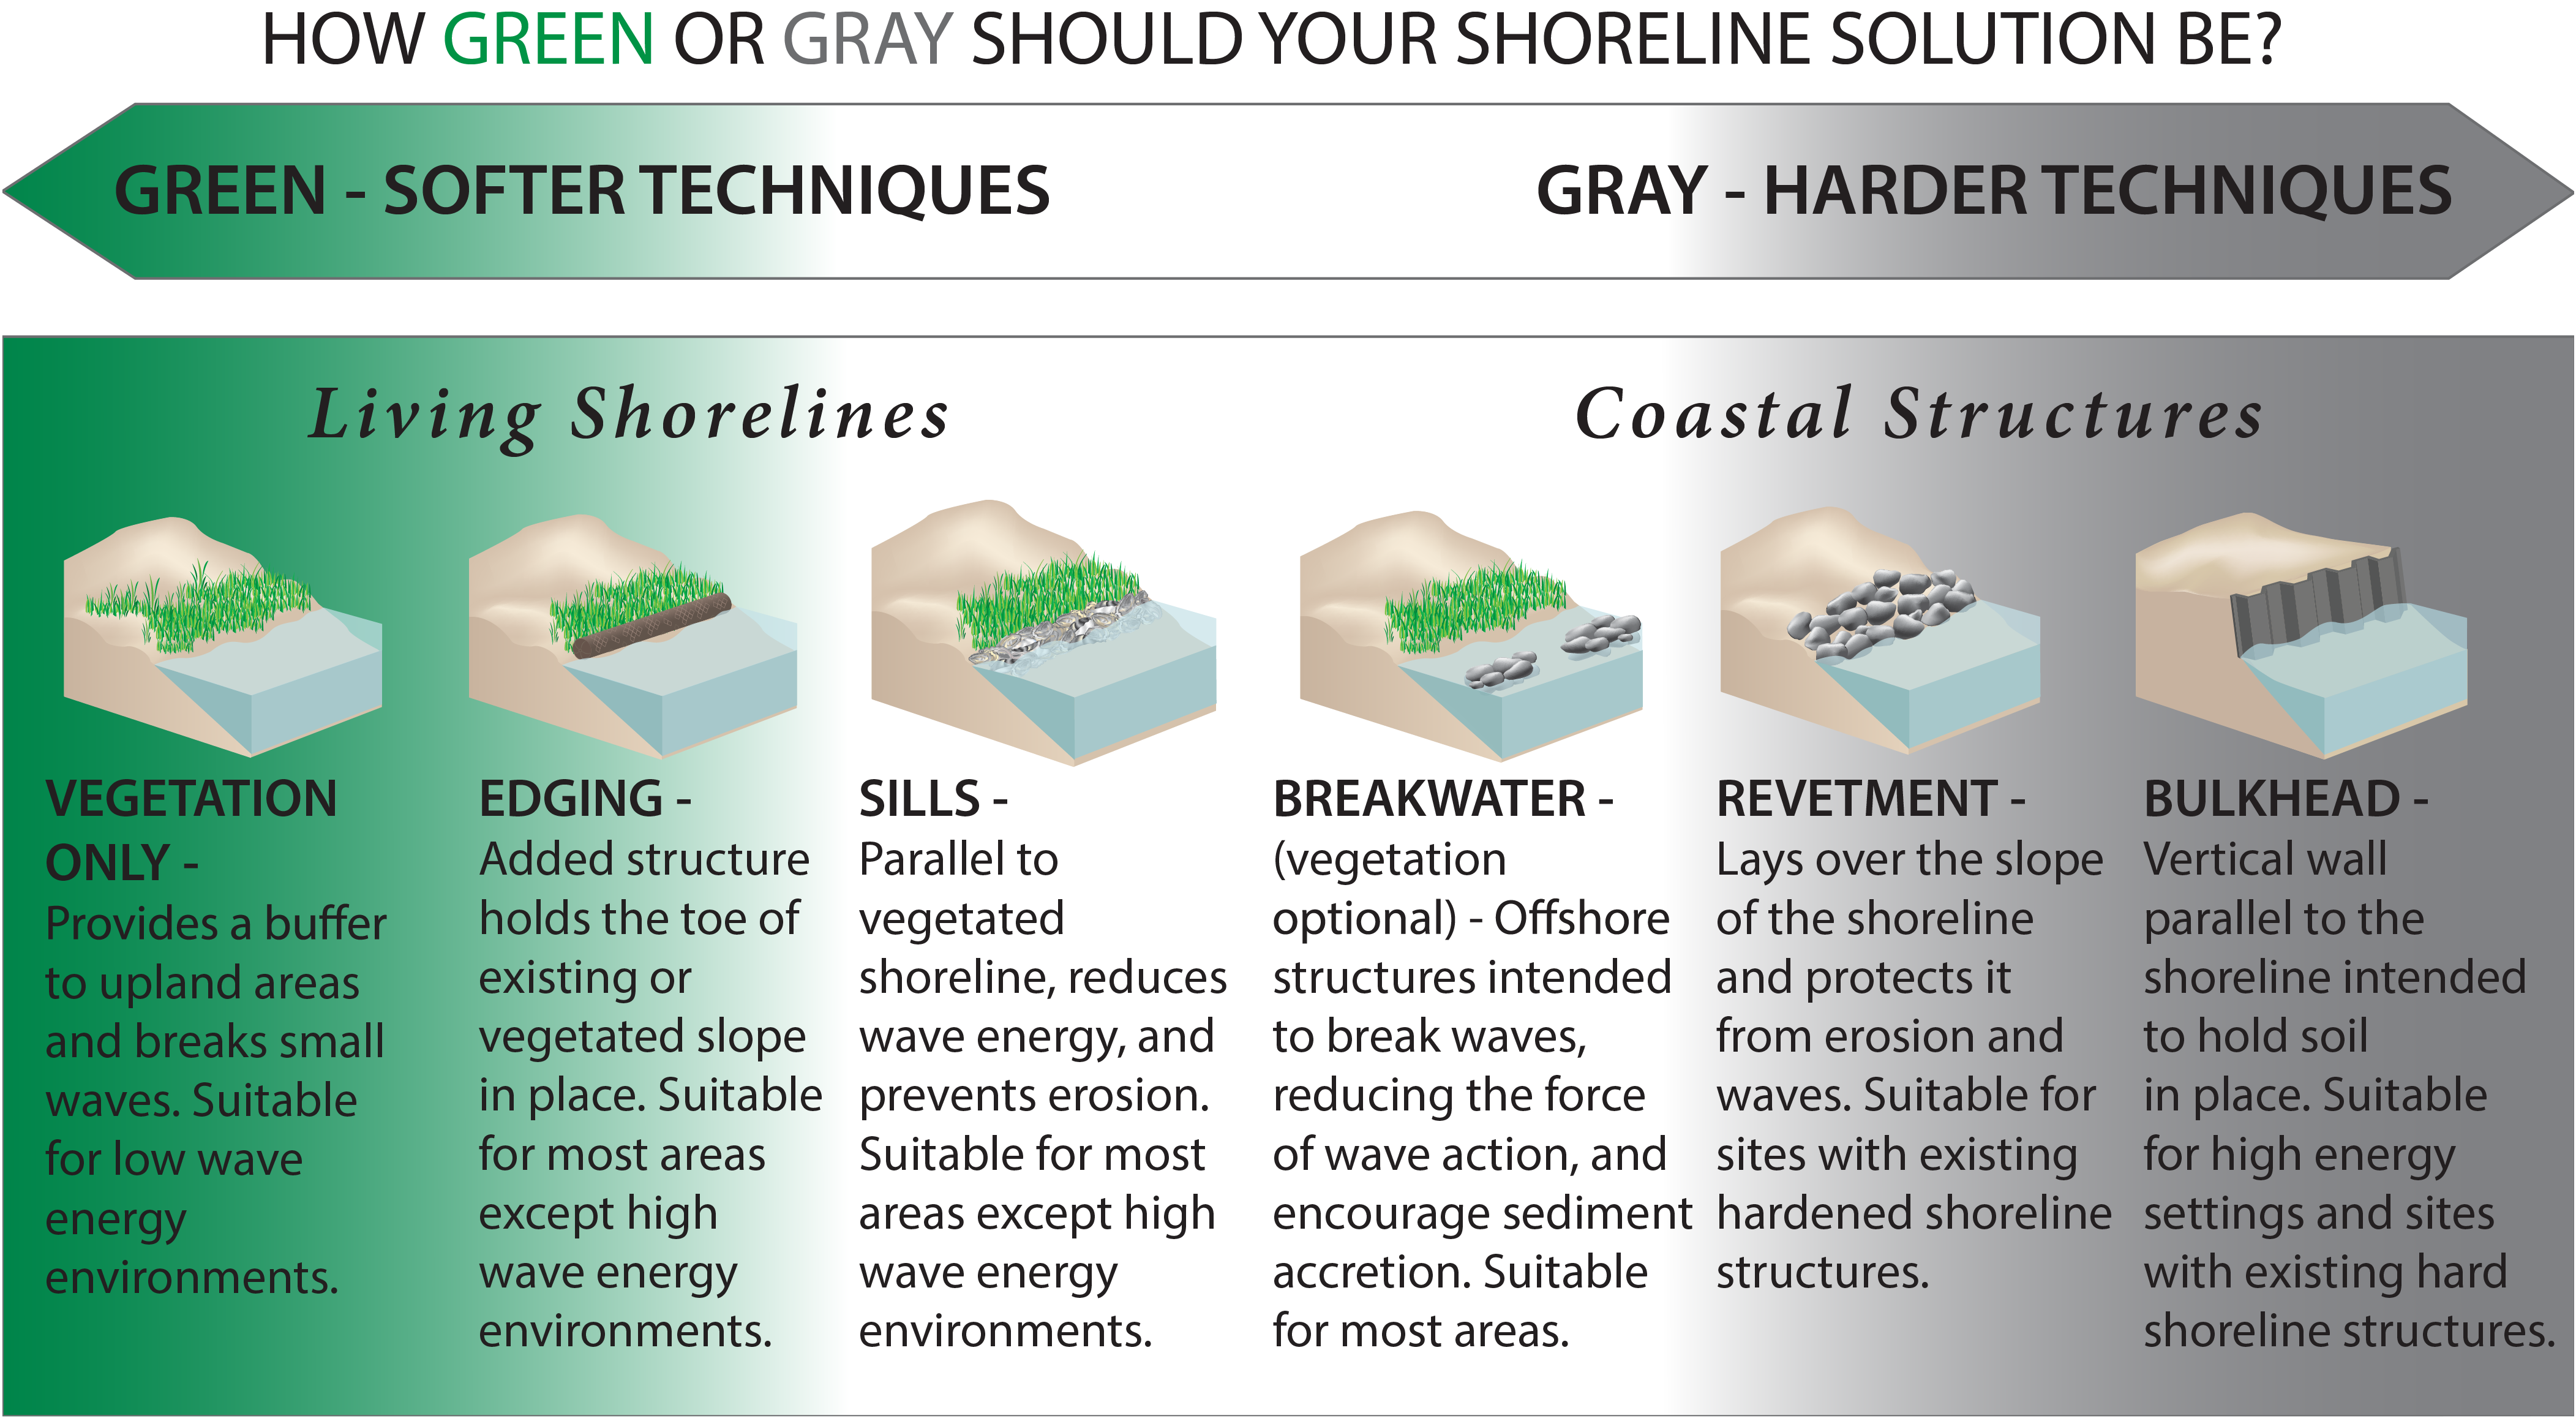 HOW GREEN OR GRAY SHOULD YOUR SHORELINE SOLUTION BE?
GREEN - SOFTER TECHNIQUES
GRAY - HARDER TECHNIQUES
Living Shorelines
Coastal Structures
VEGETATION
ONLY -
Provides a buffer
to upland areas
and breaks small
waves. Suitable
for low wave
energy
environments.
EDGING -
Added structure
holds the toe of
existing or
vegetated slope
in place. Suitable
for most areas
except high
wave energy
environments.
SILLS -
Parallel to
vegetated
shoreline, reduces
wave energy, and
prevents erosion.
Suitable for most
areas except high
wave energy
environments.
BREAKWATER -
(vegetation
optional) - Offshore
structures intended
to break waves,
reducing the force
of wave action, and
encourage sediment
accretion. Suitable
for most areas.
REVETMENT -
Lays over the slope
of the shoreline
and protects it
from erosion and
waves. Suitable for
sites with existing
hardened shoreline
structures.
BULKHEAD -
Vertical wall
parallel to the
shoreline intended
to hold soil
in place. Suitable
for high energy
settings and sites
with existing hard
shoreline structures.